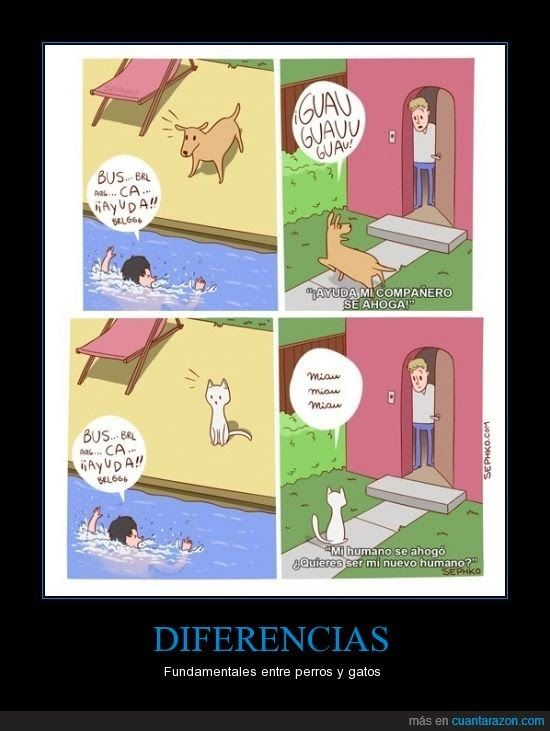 SEPHKO
BUS... BRL
ARG... CA...
¡¡AYUDA!!
BRLGGG
¡GUAU
GUAUU
GUAU!
"¡AYUDA MI COMPAÑERO
SE AHOGA!"
BUS... BRL
ARG... CA...
¡¡AYUDA!!
BRLGGG
Miau
miau
Miau
SEPHKO.COM
"Mi humano se ahogó
¿Quieres ser mi nuevo humano?"
SEPHKO
DIFERENCIAS
Fundamentales entre perros y gatos
más en cuantarazon.com